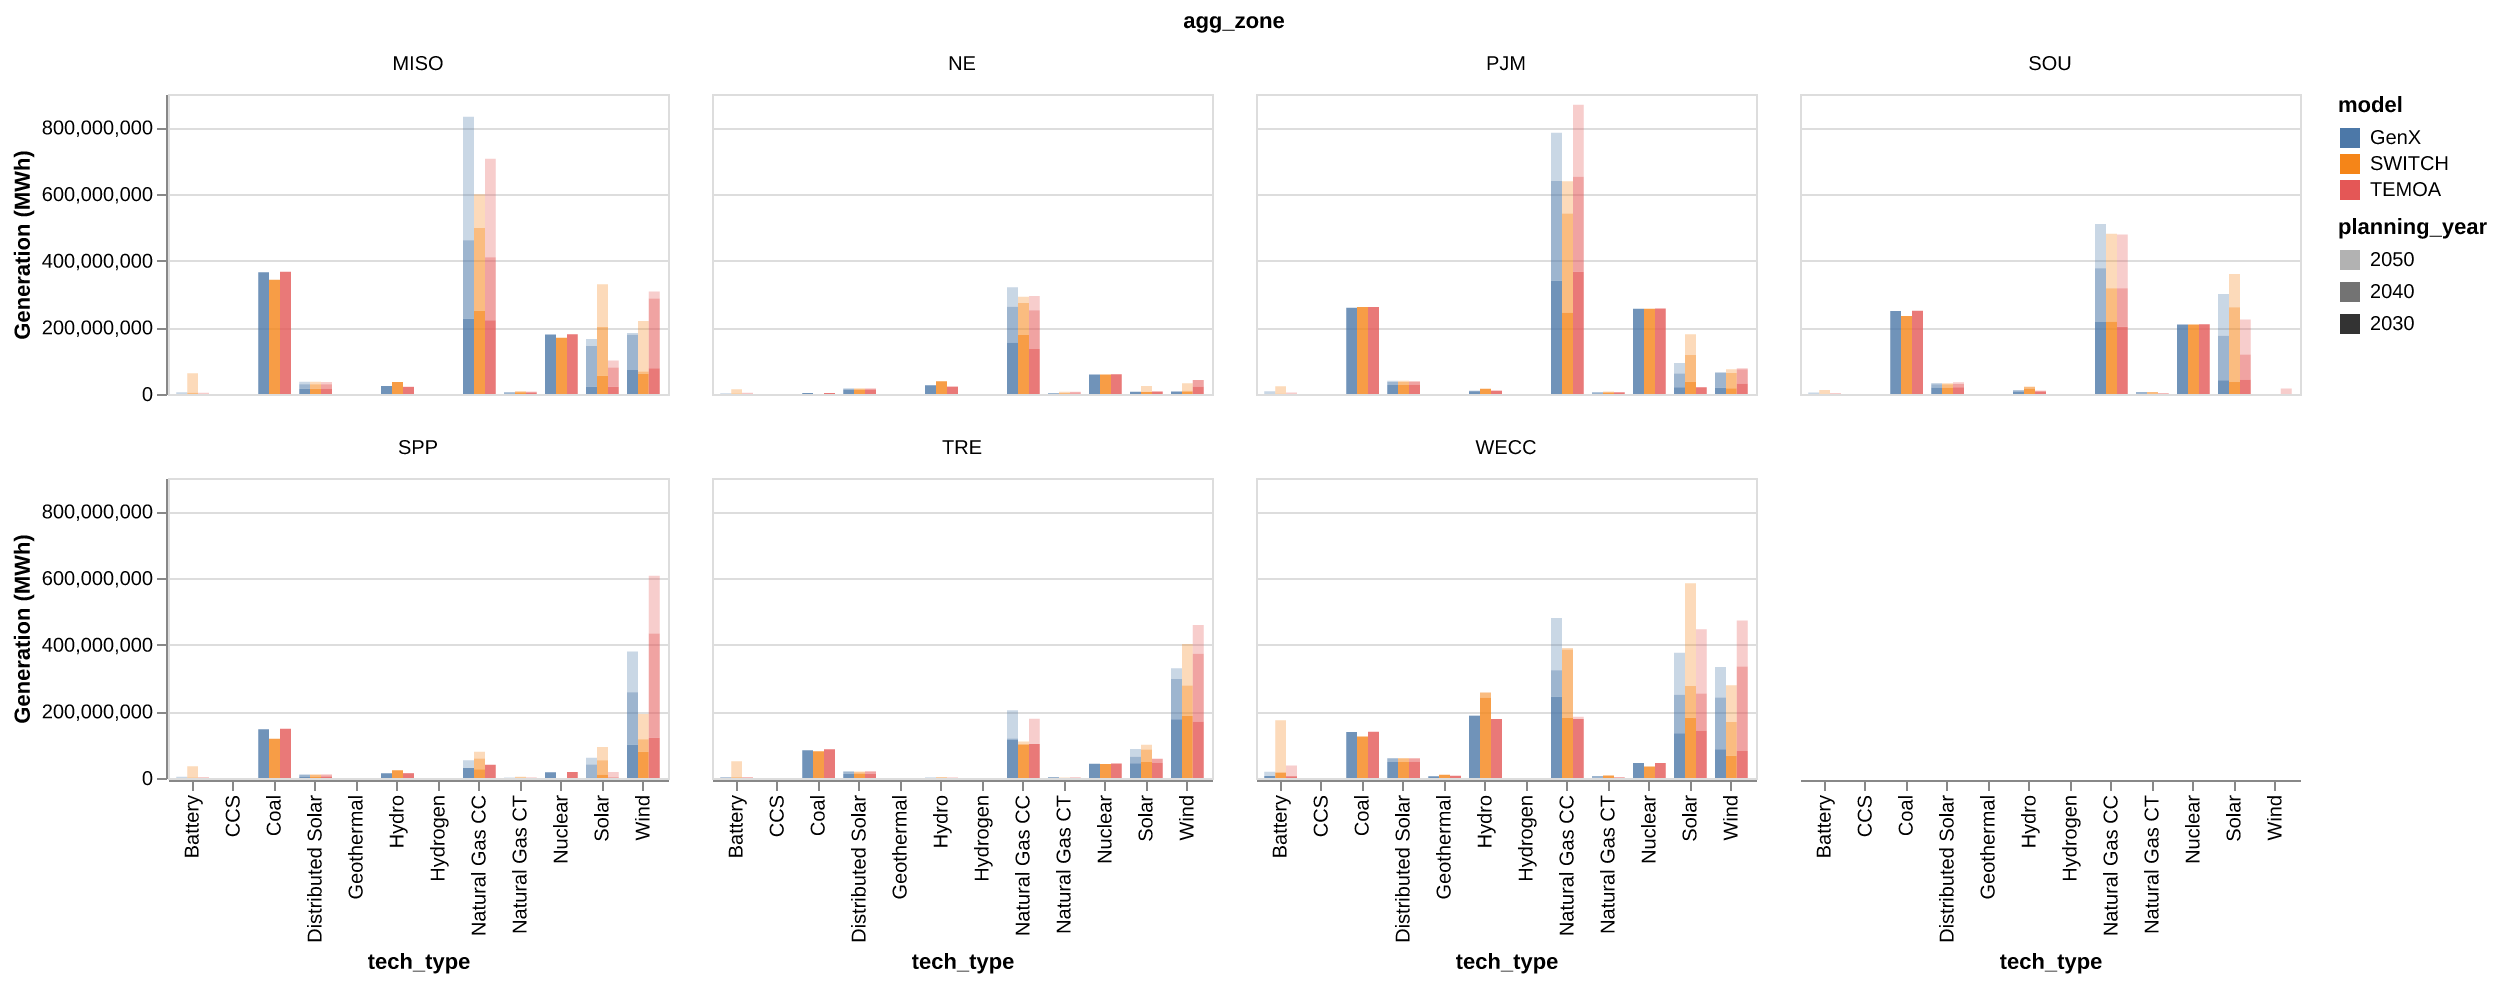 agg_zone
MISO
NE
PJM
SOU
Generation (MWh)
800,000,000
600,000,000
400,000,000
200,000,000
0
model
GenX
SWITCH
TEMOA
planning_year
2050
2040
2030
SPP
TRE
WECC
Generation (MWh)
800,000,000
600,000,000
400,000,000
200,000,000
0
Battery
CCS
Coal
Distributed Solar
Geothermal
Hydro
Hydrogen
Natural Gas CC
Natural Gas CT
Nuclear
Solar
Wind
Battery
CCS
Coal
Distributed Solar
Geothermal
Hydro
Hydrogen
Natural Gas CC
Natural Gas CT
Nuclear
Solar
Wind
Battery
CCS
Coal
Distributed Solar
Geothermal
Hydro
Hydrogen
Natural Gas CC
Natural Gas CT
Nuclear
Solar
Wind
Battery
CCS
Coal
Distributed Solar
Geothermal
Hydro
Hydrogen
Natural Gas CC
Natural Gas CT
Nuclear
Solar
Wind
tech_type
tech_type
tech_type
tech_type